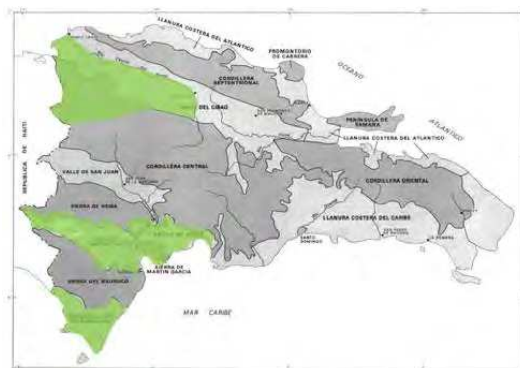 LLANURA COSTERA DEL ATLANTICO
PROMONTORIO
DE CABRERA
OCEANO
CORDILLERA
SEPTENTRIONAL
DEL CIBAO
PENINSULA DE
SAMANA
ATLANTICO
LLANURA COSTERA DEL ATLANTICO
REPUBLICA DE HAITI
VALLE DE SAN JUAN
CORDILLERA CENTRAL
CORDILLERA ORIENTAL
SIERRA DE NEIBA
LLANURA COSTERA DEL CARIBE
SANTO
DOMINGO
LA ROMANA
SIERRA DE
MARTIN GARCIA
SIERRA DEL BAHORUCO
MAR CARIBE